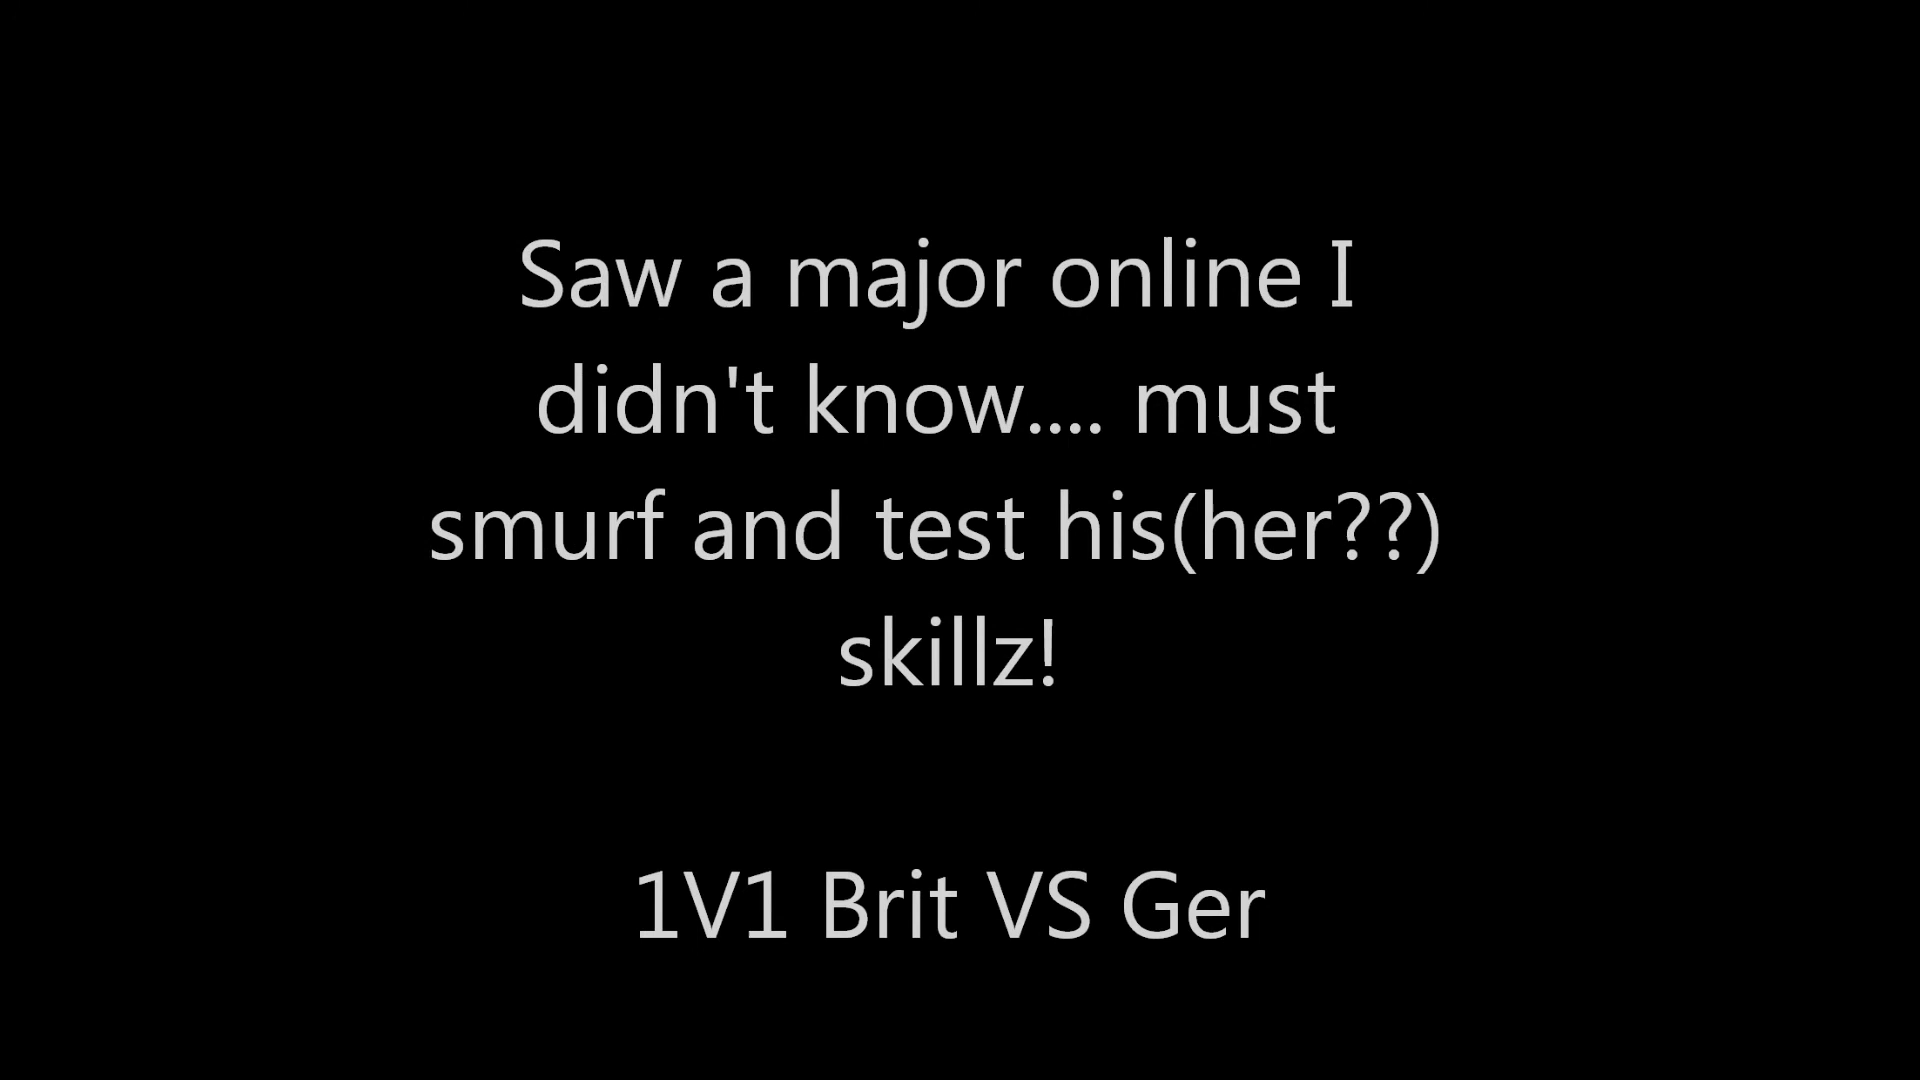 Saw a major online I
didn't know.... must
smurf and test his(her??)
skillz!
1V1 Brit VS Ger